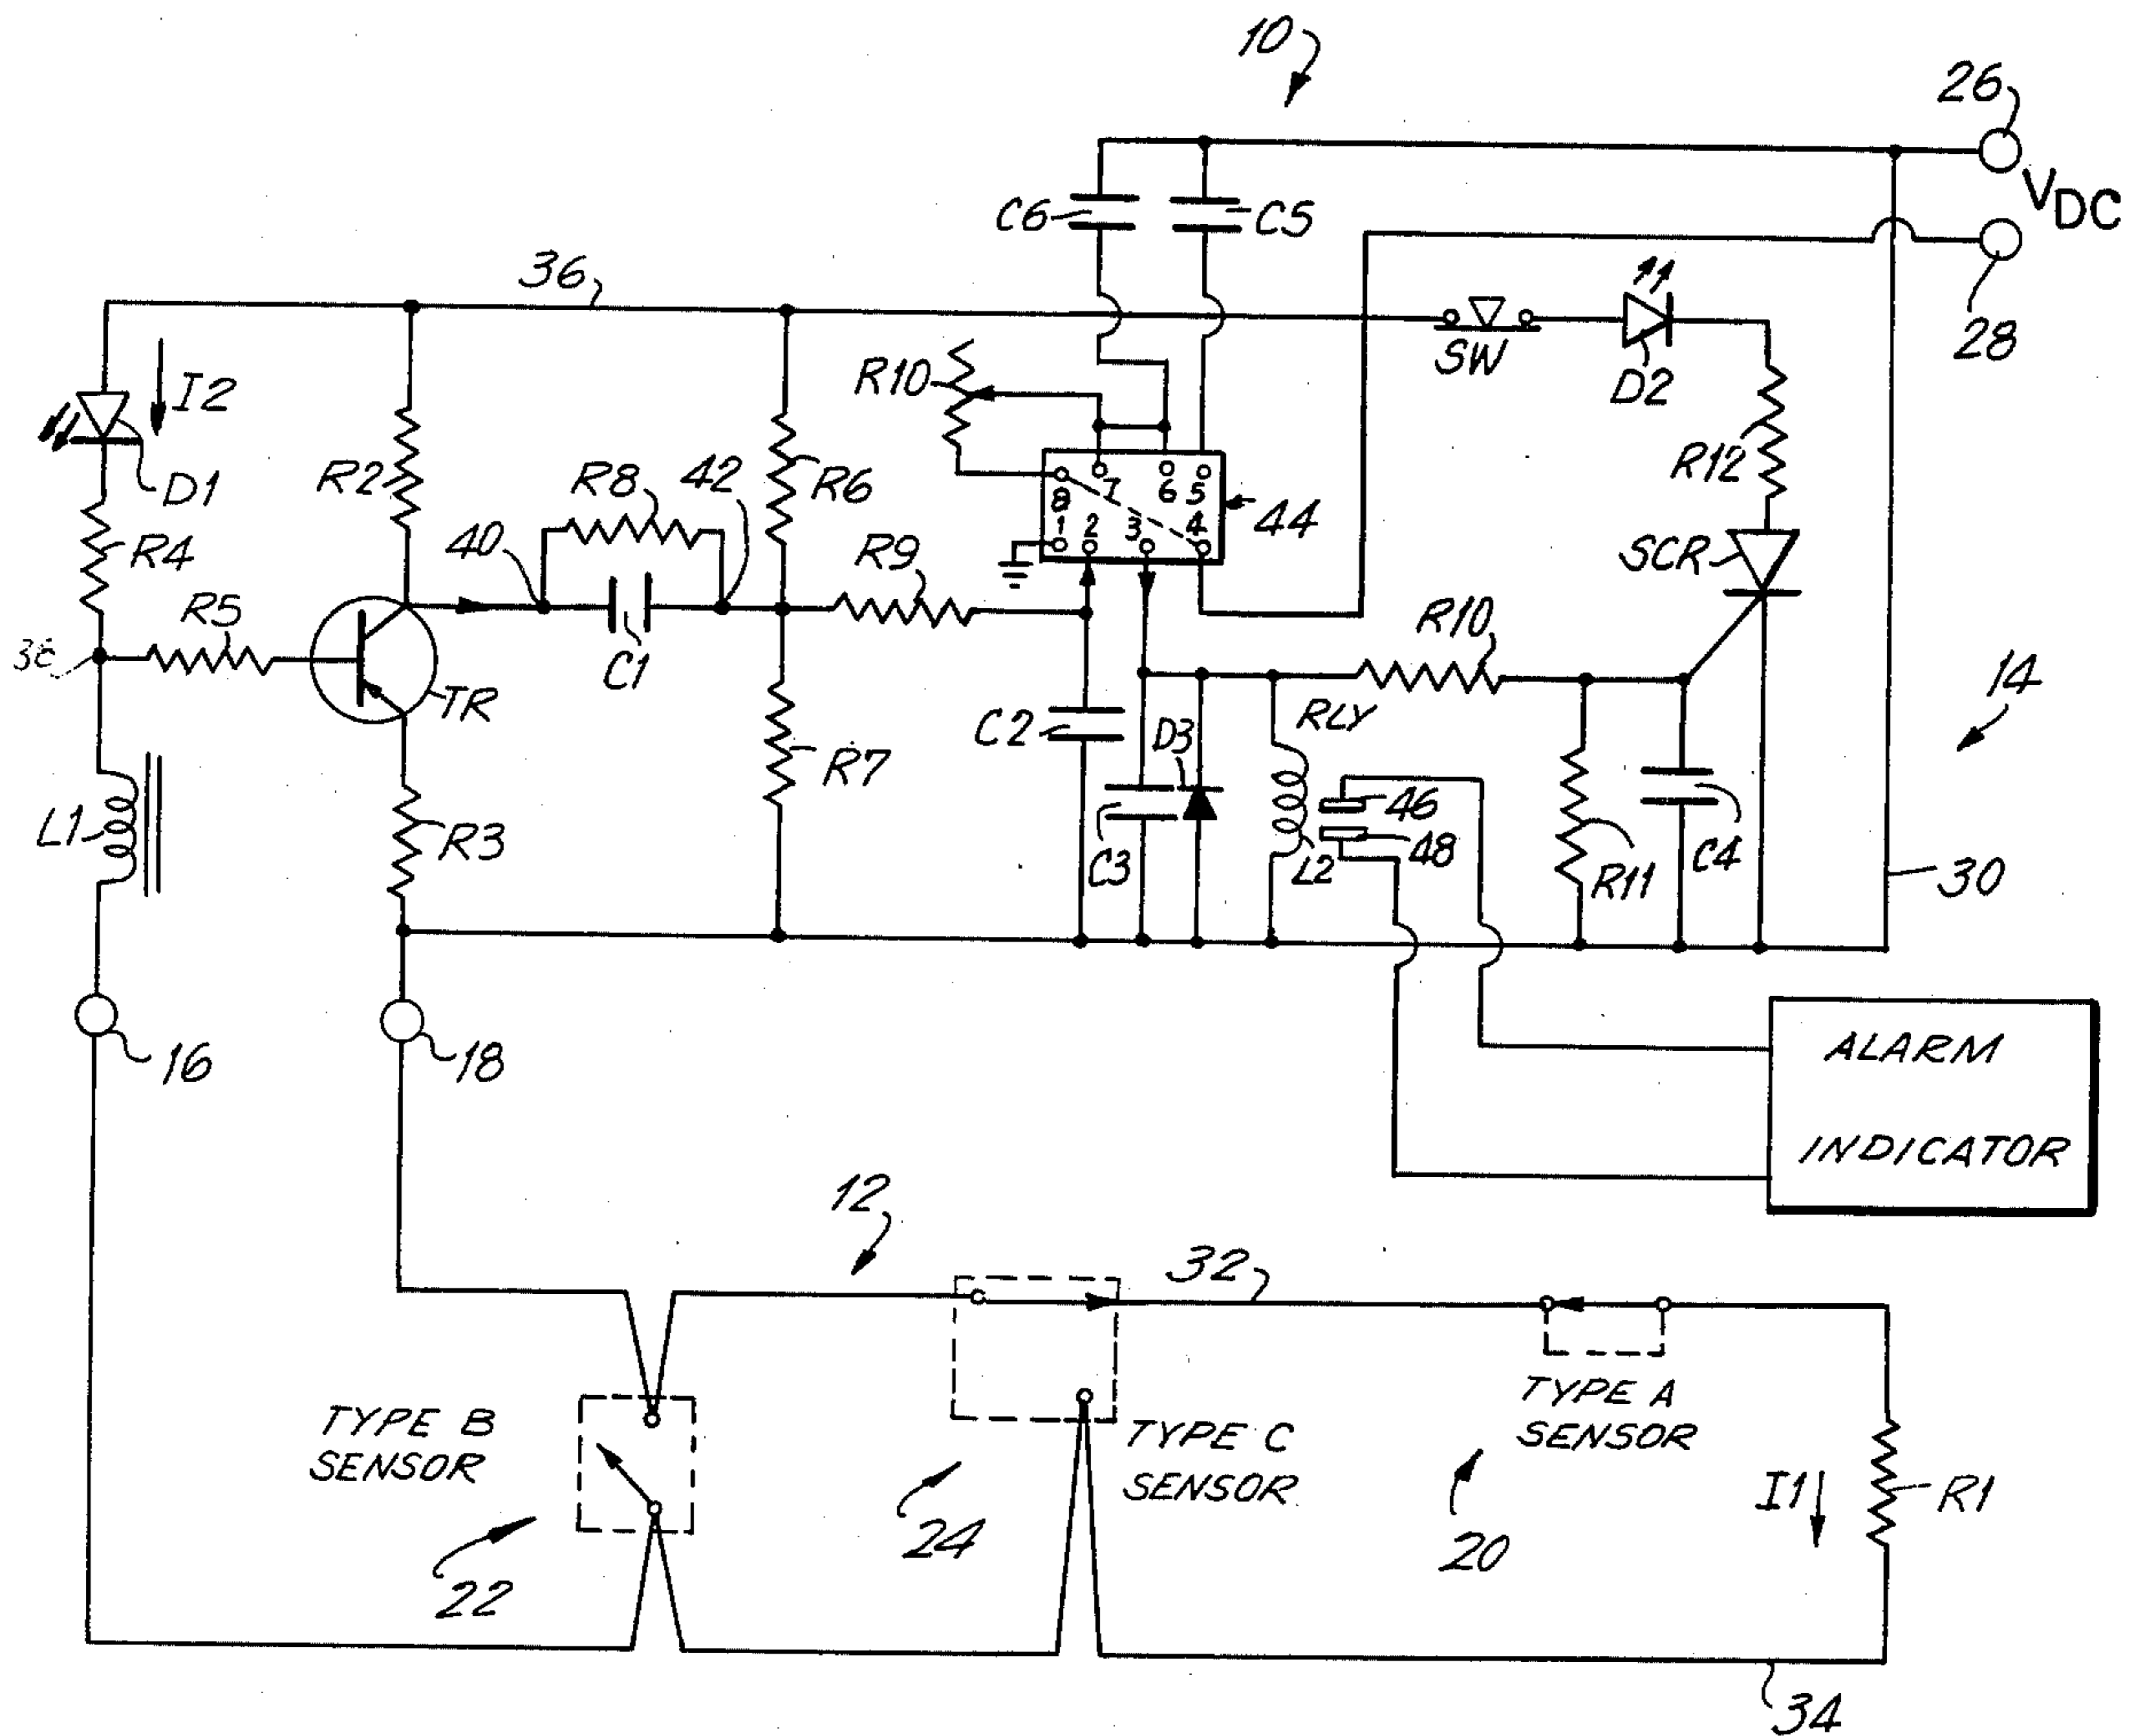 10
26
VDC
C6
C5
28
36
SW
D2
I2
D1
R10
R12
R2
R8
42
R6
8 7 6 5
1 2 3 4
44
R4
40
R9
SCR
R5
C1
R10
TR
14
C2
D3
RLY
L1
R3
R7
C3
46
48
L2
R11
C4
30
16
18
ALARM
INDICATOR
12
32
TYPE B
SENSOR
TYPE C
SENSOR
TYPE A
SENSOR
I1
R1
22
24
20
34